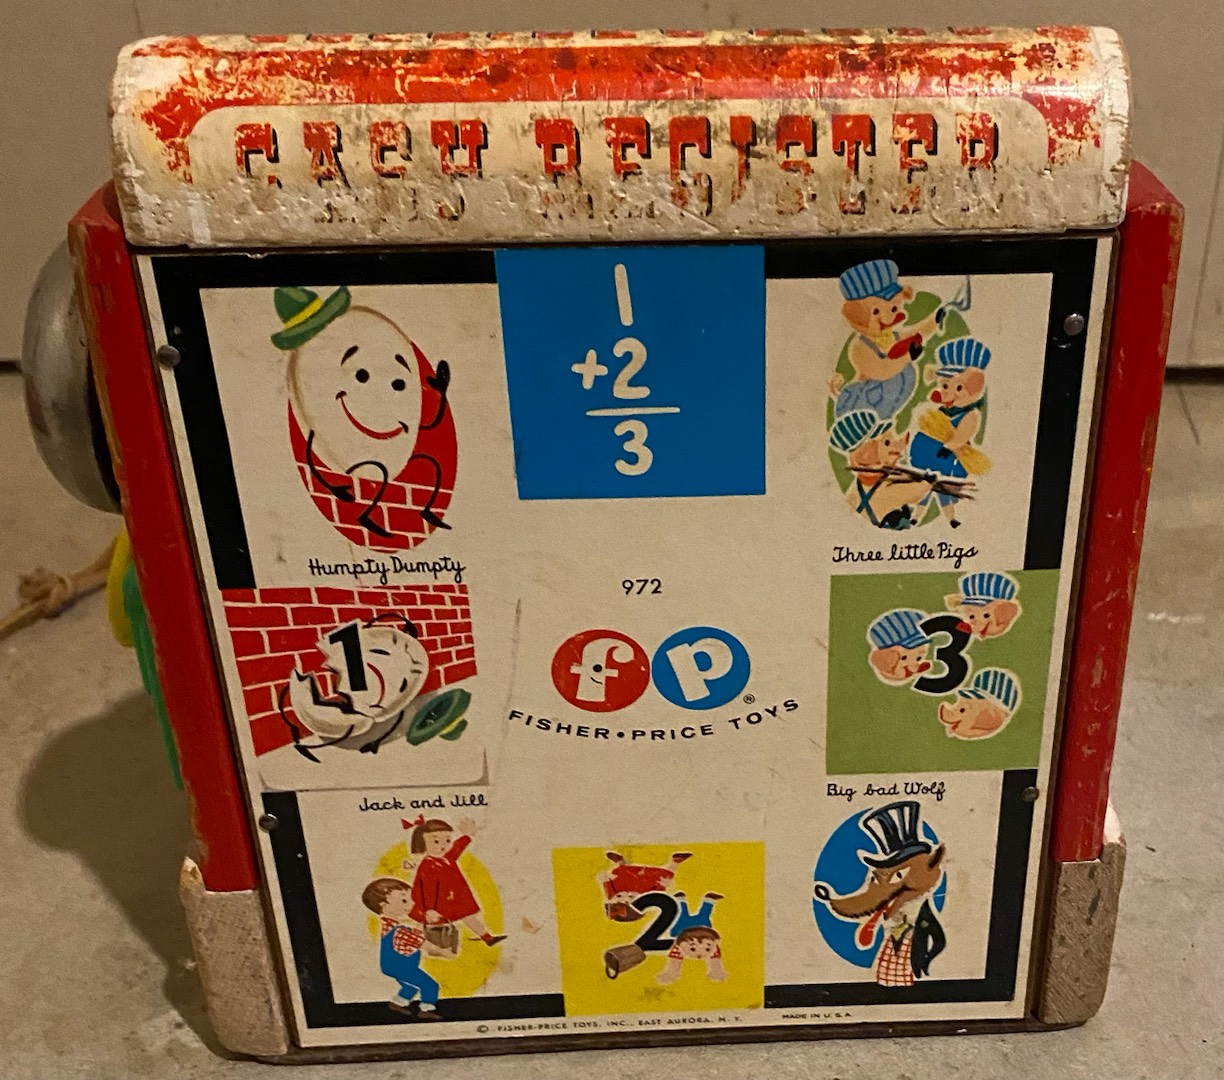 CASH REGISTER
1
+2
3
Humpty Dumpty
Three little Pigs
972
1
3
fp®
FISHER•PRICE TOYS
Jack and Jill
Big bad Wolf
2
© FISHER-PRICE TOYS, INC., EAST AURORA, N. Y.
MADE IN U. S. A.